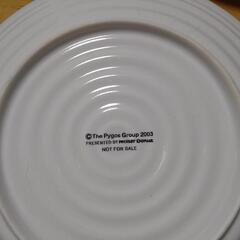 ©The Pygos Group 2003
PRESENTED BY MISTER DONUT
NOT FOR SALE